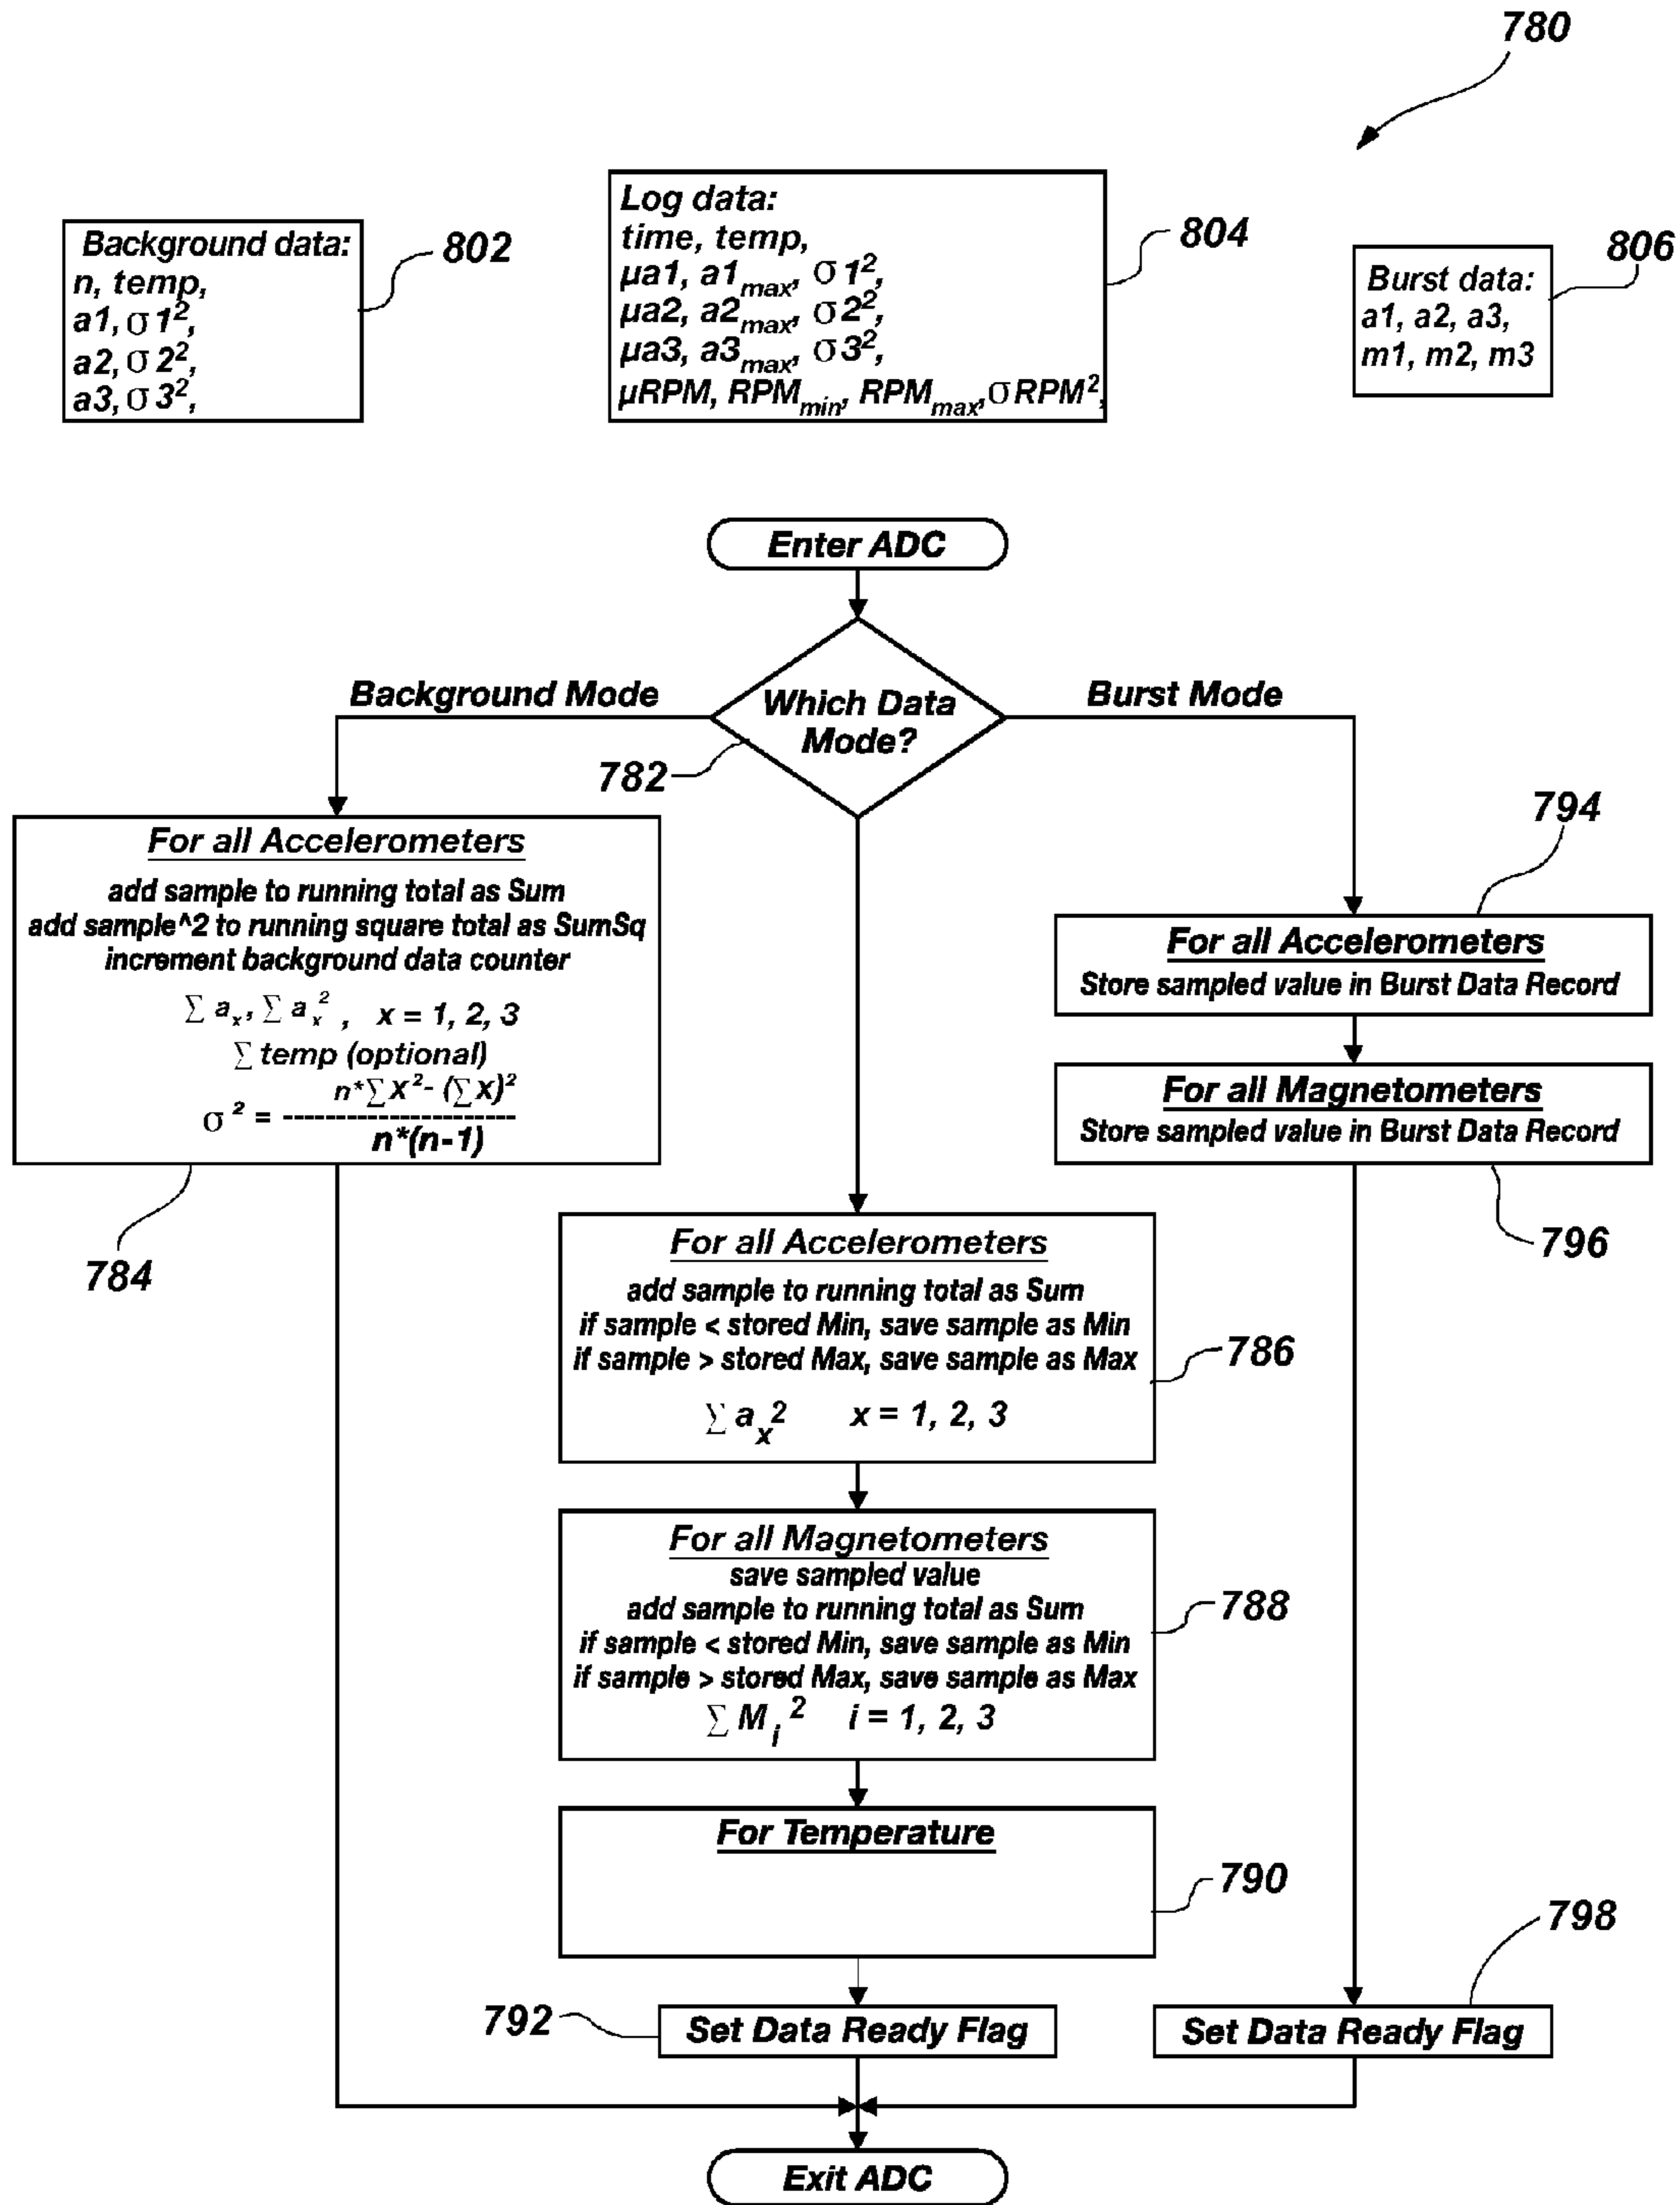 780
Background data:
n, temp,
a1, σ1²,
a2, σ2²,
a3, σ3²,
802
Log data:
time, temp,
μa1, a1max, σ1²,
μa2, a2max, σ2²,
μa3, a3max, σ3²,
μRPM, RPMmin, RPMmax, σRPM²,
804
Burst data:
a1, a2, a3,
m1, m2, m3
806
Enter ADC
Which Data
Mode?
782
Background Mode
Burst Mode
For all Accelerometers
add sample to running total as Sum
add sample^2 to running square total as SumSq
increment background data counter
∑ ax, ∑ ax², x = 1, 2, 3
∑ temp (optional)
n*∑X²- (∑X)²
σ² = ----------------------
n*(n-1)
784
794
For all Accelerometers
Store sampled value in Burst Data Record
For all Magnetometers
Store sampled value in Burst Data Record
796
For all Accelerometers
add sample to running total as Sum
if sample < stored Min, save sample as Min
if sample > stored Max, save sample as Max
∑ ax² x = 1, 2, 3
786
For all Magnetometers
save sampled value
add sample to running total as Sum
if sample < stored Min, save sample as Min
if sample > stored Max, save sample as Max
∑ Mi² i = 1, 2, 3
788
For Temperature
790
792
Set Data Ready Flag
798
Set Data Ready Flag
Exit ADC